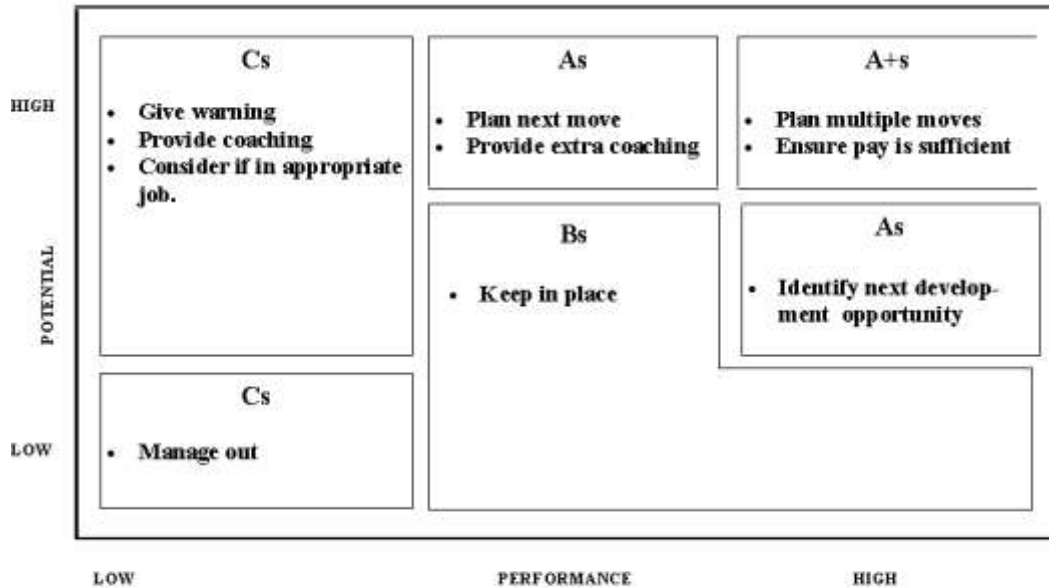 Cs
• Give warning
• Provide coaching
• Consider if in appropriate
job.
As
• Plan next move
• Provide extra coaching
A+s
• Plan multiple moves
• Ensure pay is sufficient
HIGH
POTENTIAL
LOW
Bs
• Keep in place
As
• Identify next develop-
ment opportunity
Cs
• Manage out
LOW
PERFORMANCE
HIGH